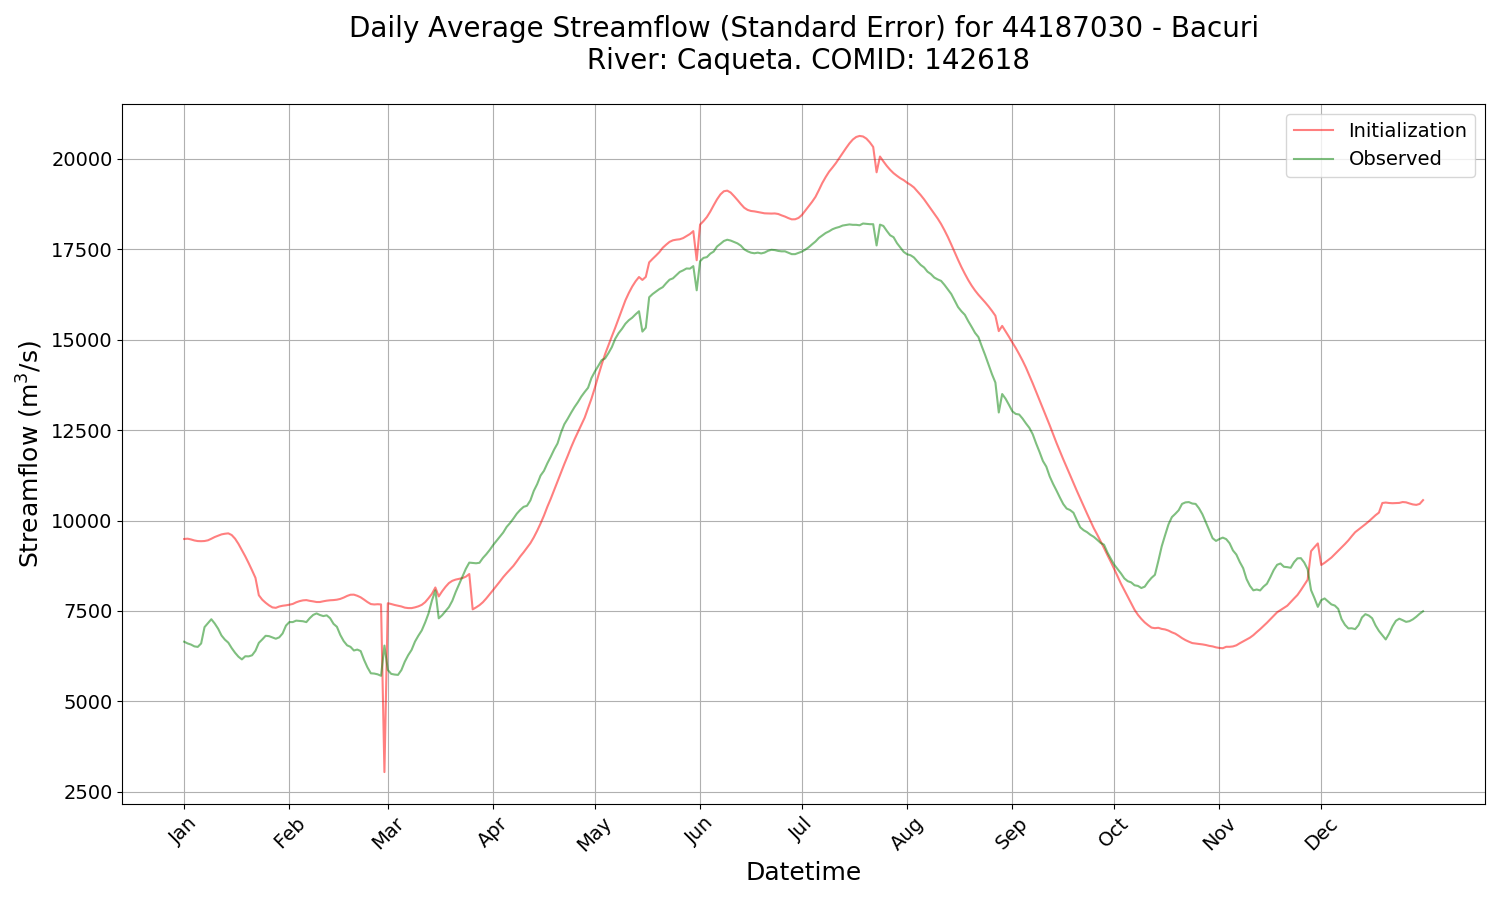 Daily Average Streamflow (Standard Error) for 44187030 - Bacuri
River: Caqueta. COMID: 142618
Initialization
Observed
Streamflow (m³/s)
20000
17500
15000
12500
10000
7500
5000
2500
Jan
Feb
Mar
Apr
May
Jun
Jul
Aug
Sep
Oct
Nov
Dec
Datetime